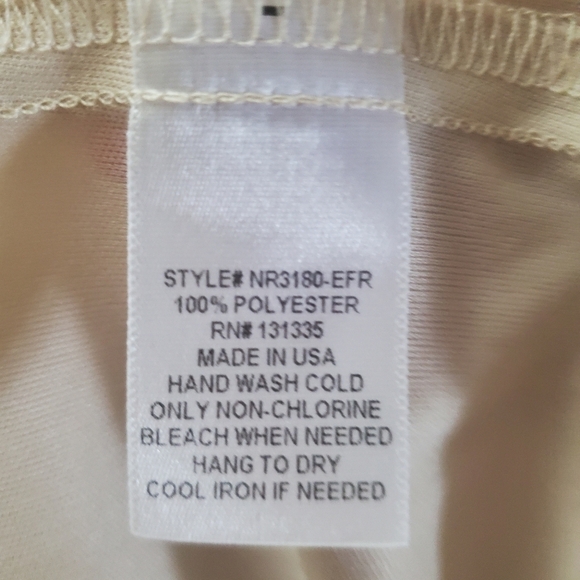 STYLE# NR3180-EFR
100% POLYESTER
RN# 131335
MADE IN USA
HAND WASH COLD
ONLY NON-CHLORINE
BLEACH WHEN NEEDED
HANG TO DRY
COOL IRON IF NEEDED